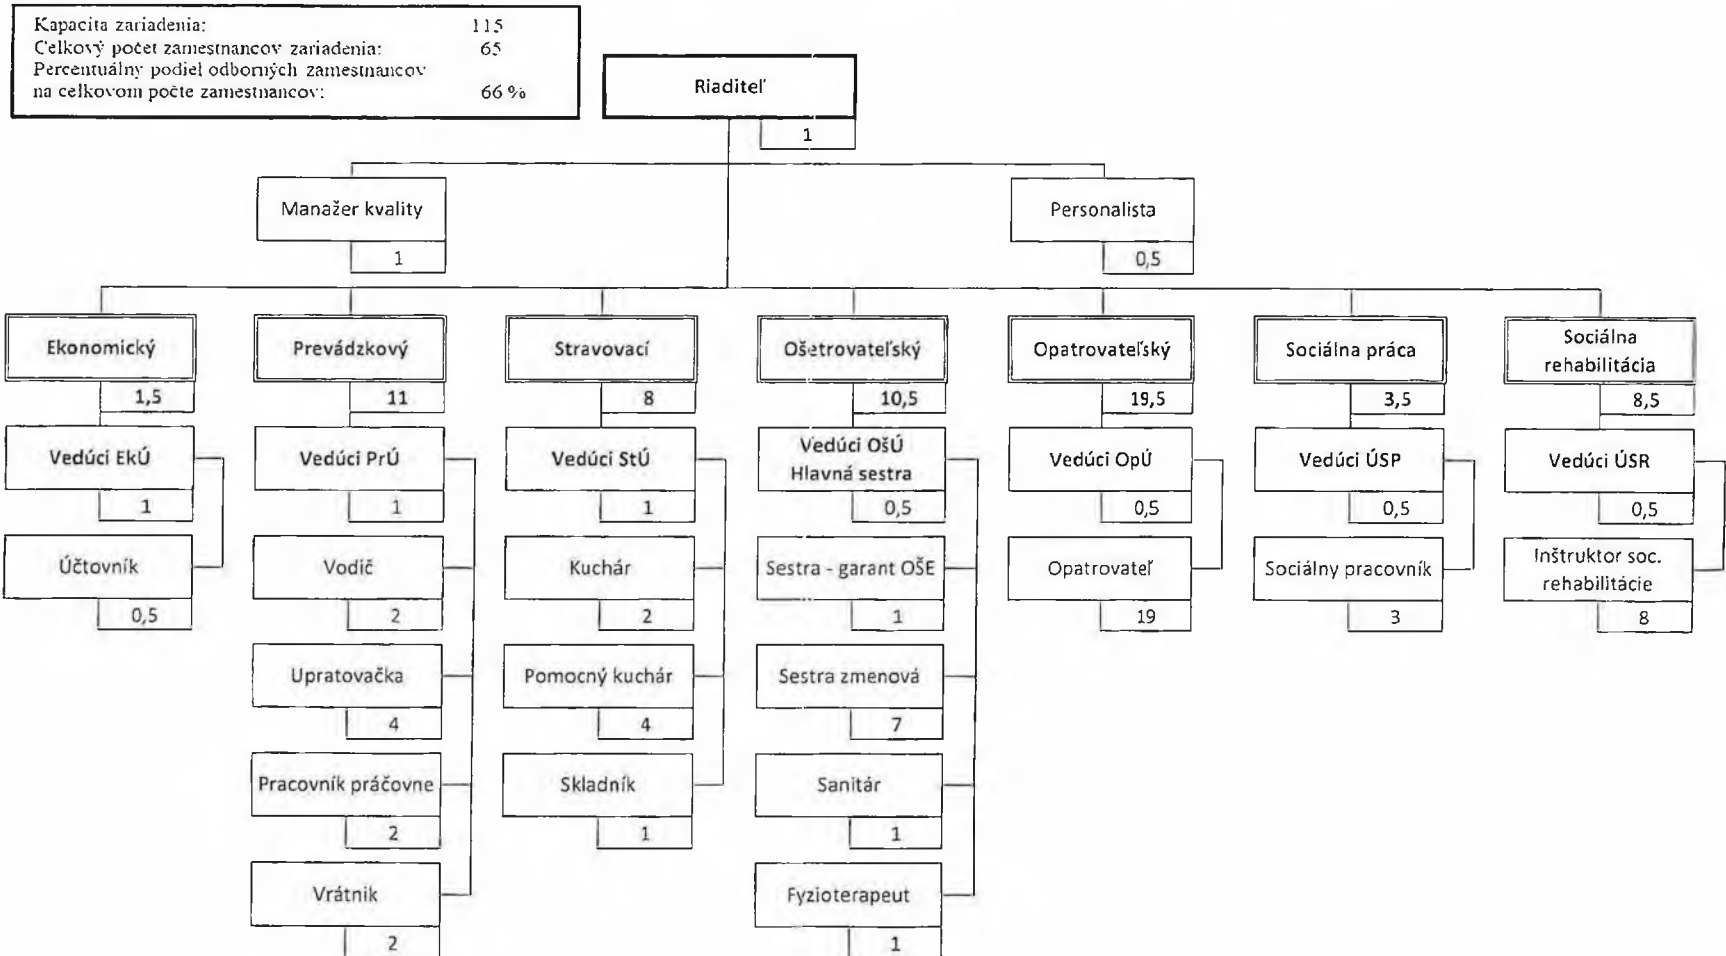 Kapacita zariadenia: 115
Celkový počet zamestnancov zariadenia: 65
Percentuálny podiel odborných zamestnancov
na celkovom počte zamestnancov: 66 %
Riaditeľ
1
Manažer kvality
1
Personalista
0,5
Ekonomický
1,5
Vedúci EkÚ
1
Účtovník
0,5
Prevádzkový
11
Vedúci PrÚ
1
Vodič
2
Upratovačka
4
Pracovník práčovne
2
Vrátnik
2
Stravovací
8
Vedúci StÚ
1
Kuchár
2
Pomocný kuchár
4
Skladník
1
Ošetrovateľský
10,5
Vedúci OšÚ
Hlavná sestra
0,5
Sestra - garant OŠE
1
Sestra zmenová
7
Sanitár
1
Fyzioterapeut
1
Opatrovateľský
19,5
Vedúci OpÚ
0,5
Opatrovateľ
19
Sociálna práca
3,5
Vedúci ÚSP
0,5
Sociálny pracovník
3
Sociálna
rehabilitácia
8,5
Vedúci ÚSR
0,5
Inštruktor soc.
rehabilitácie
8